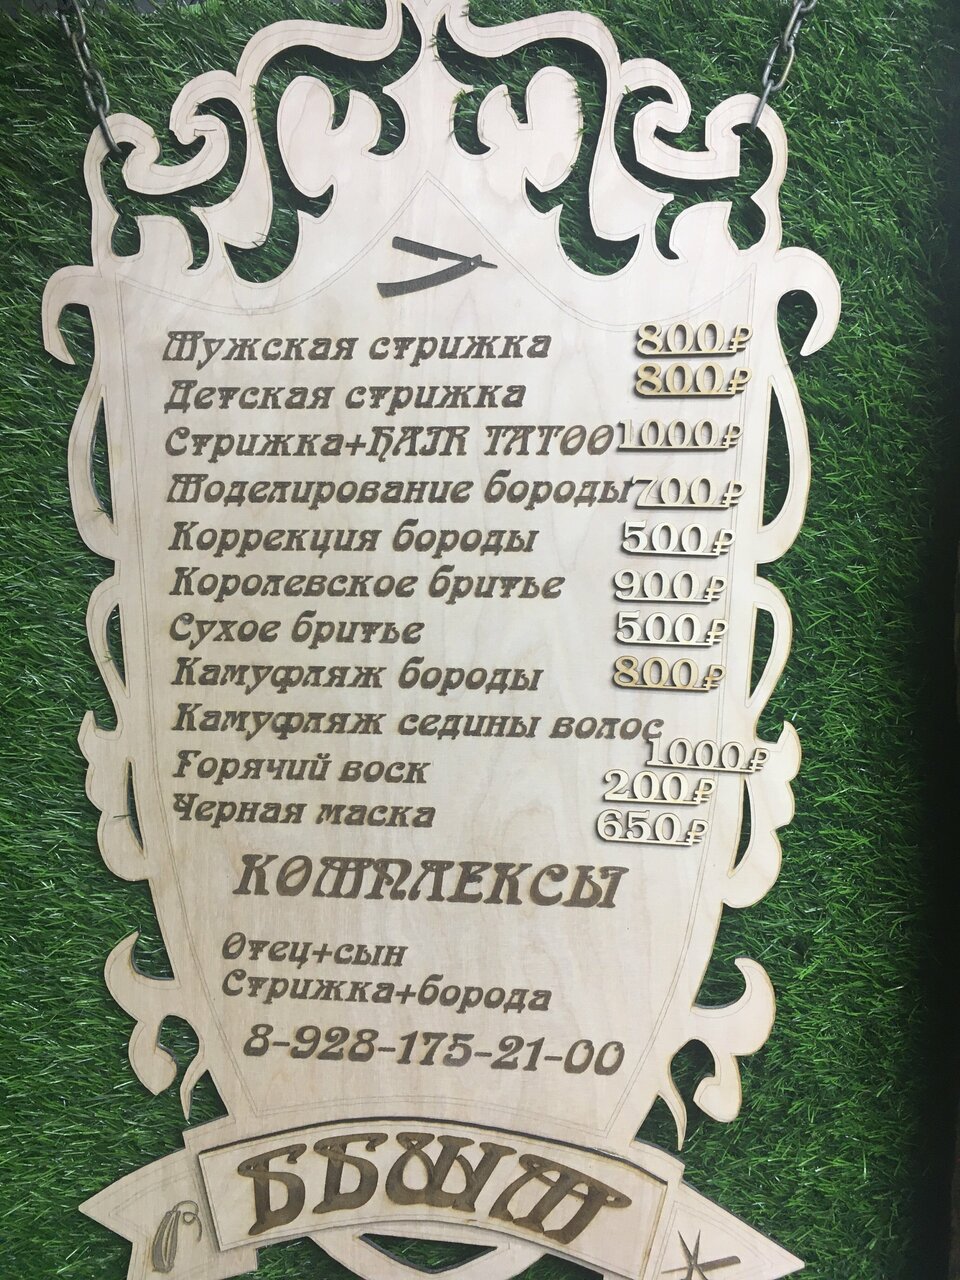 Мужская стрижка 800₽
Детская стрижка 800₽
Стрижка+HAIR TATOO 1000₽
Моделирование бороды 700₽
Коррекция бороды 500₽
Королевское бритье 900₽
Сухое бритье 500₽
Камуфляж бороды 800₽
Камуфляж седины волос
1000₽
Горячий воск 200₽
Черная маска 650₽
КОМПЛЕКСЫ
Отец+сын
Стрижка+борода
8-928-175-21-00
ББШМ